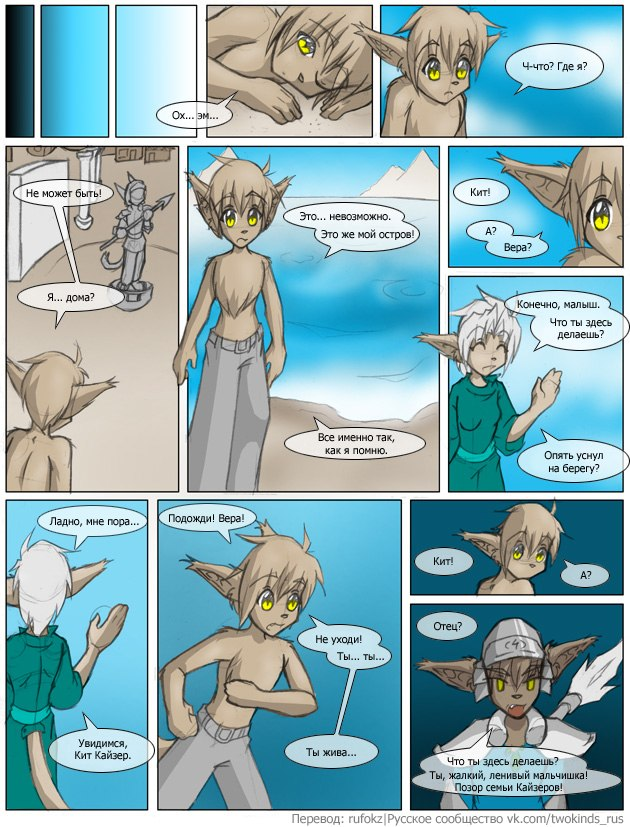 Ох... эм...
Ч-что? Где я?
Не может быть!
Я... дома?
Это... невозможно.
Это же мой остров!
Все именно так,
как я помню.
Кит!
А?
Вера?
Конечно, малыш.
Что ты здесь
делаешь?
Опять уснул
на берегу?
Ладно, мне пора...
Увидимся,
Кит Кайзер.
Подожди! Вера!
Не уходи!
Ты... ты...
Ты жива...
Кит!
А?
Отец?
Что ты здесь делаешь?
Ты, жалкий, ленивый мальчишка!
Позор семьи Кайзеров!
Перевод: rufokz|Русское сообщество vk.com/twokinds_rus